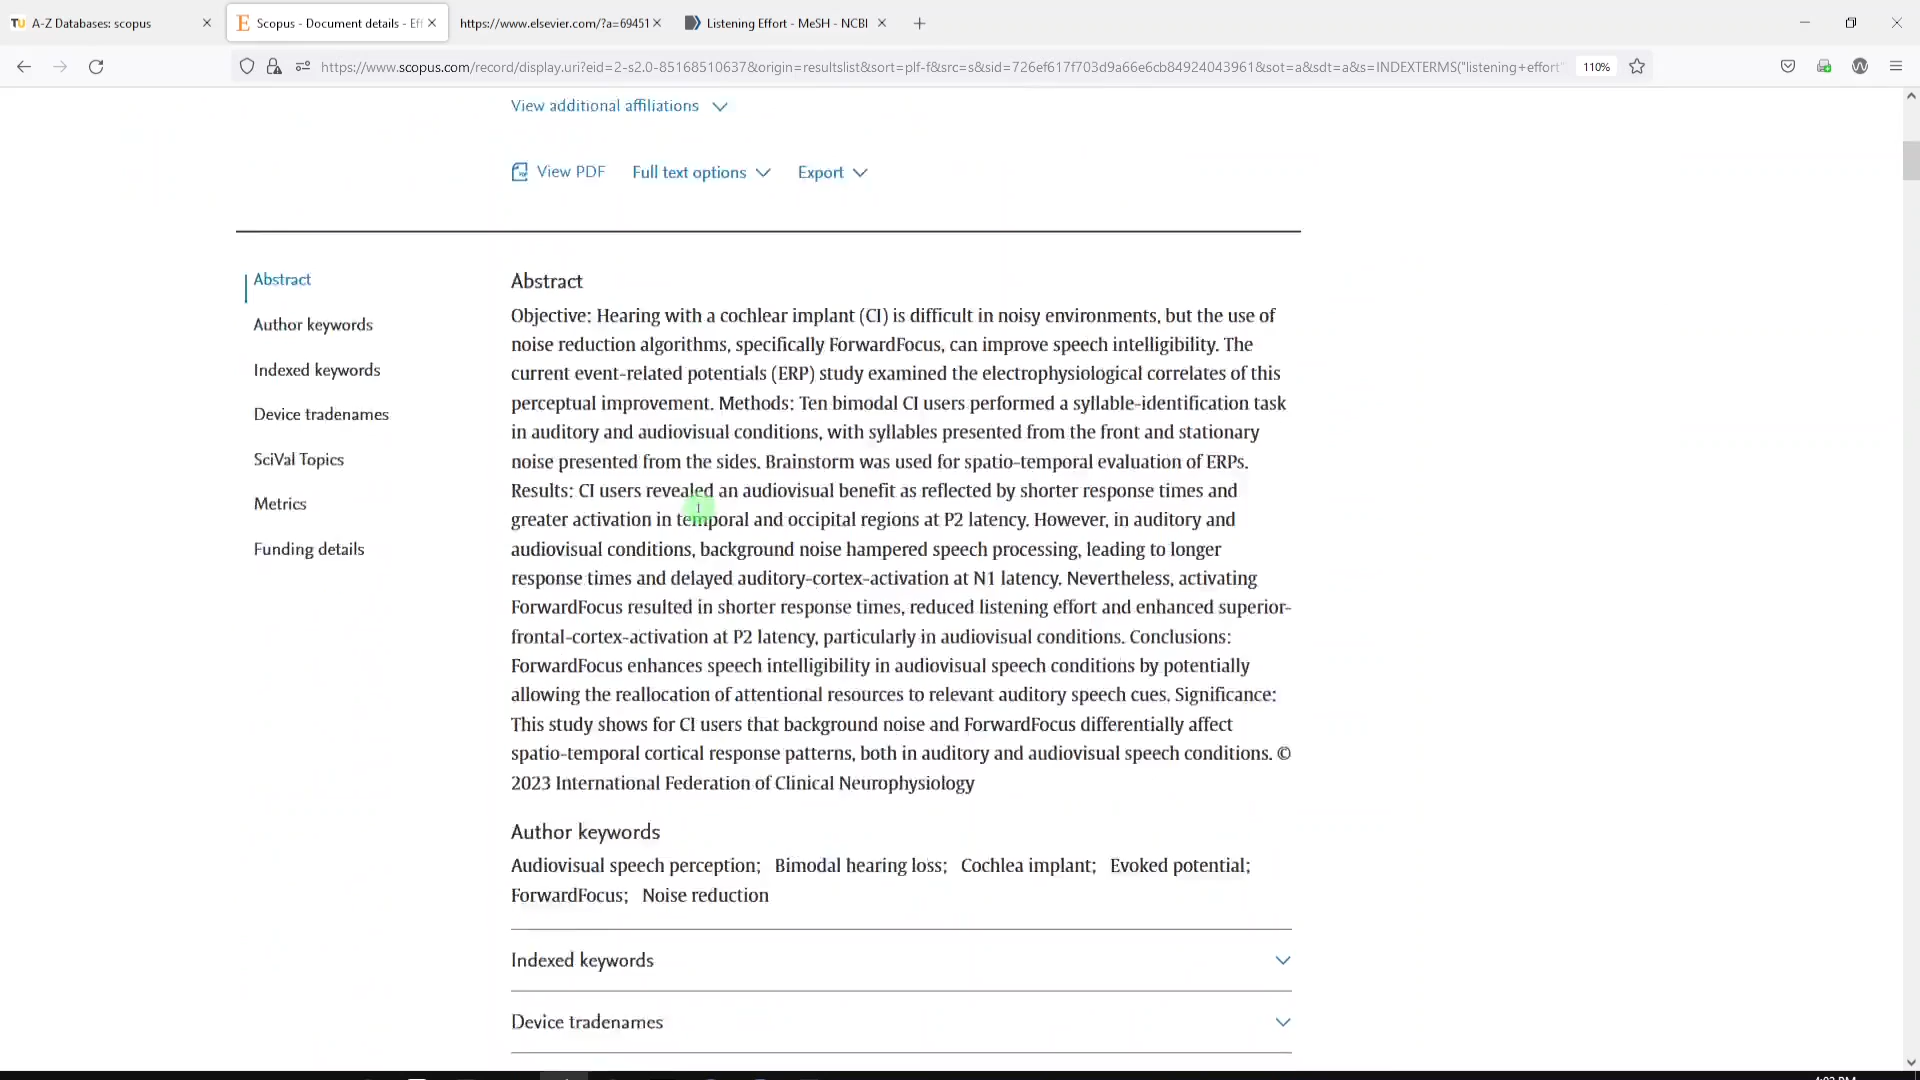 A-Z Databases: scopus
Scopus - Document details - Eff
https://www.elsevier.com/?a=69451
Listening Effort - MeSH - NCBI
https://www.scopus.com/record/display.uri?eid=2-s2.0-85168510637&origin=resultslist&sort=plf-f&src=s&sid=726ef617f703d9a66e6cb84924043961&sot=a&sdt=a&s=INDEXTERMS("listening+effort"
110%
View additional affiliations
View PDF
Full text options
Export
Abstract
Author keywords
Indexed keywords
Device tradenames
SciVal Topics
Metrics
Funding details
Abstract
Objective: Hearing with a cochlear implant (CI) is difficult in noisy environments, but the use of
noise reduction algorithms, specifically ForwardFocus, can improve speech intelligibility. The
current event-related potentials (ERP) study examined the electrophysiological correlates of this
perceptual improvement. Methods: Ten bimodal CI users performed a syllable-identification task
in auditory and audiovisual conditions, with syllables presented from the front and stationary
noise presented from the sides. Brainstorm was used for spatio-temporal evaluation of ERPs.
Results: CI users revealed an audiovisual benefit as reflected by shorter response times and
greater activation in temporal and occipital regions at P2 latency. However, in auditory and
audiovisual conditions, background noise hampered speech processing, leading to longer
response times and delayed auditory-cortex-activation at N1 latency. Nevertheless, activating
ForwardFocus resulted in shorter response times, reduced listening effort and enhanced superior-
frontal-cortex-activation at P2 latency, particularly in audiovisual conditions. Conclusions:
ForwardFocus enhances speech intelligibility in audiovisual speech conditions by potentially
allowing the reallocation of attentional resources to relevant auditory speech cues. Significance:
This study shows for CI users that background noise and ForwardFocus differentially affect
spatio-temporal cortical response patterns, both in auditory and audiovisual speech conditions. ©
2023 International Federation of Clinical Neurophysiology
Author keywords
Audiovisual speech perception; Bimodal hearing loss; Cochlea implant; Evoked potential;
ForwardFocus; Noise reduction
Indexed keywords
Device tradenames